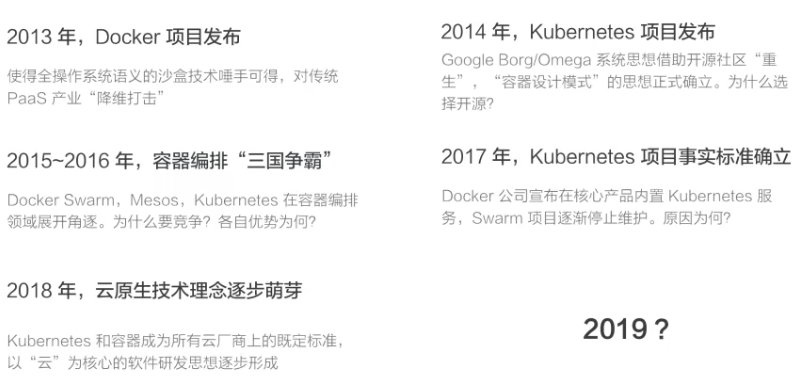 2013 年，Docker 项目发布
使得全操作系统语义的沙盒技术唾手可得，对传统
PaaS 产业“降维打击”
2014 年，Kubernetes 项目发布
Google Borg/Omega 系统思想借助开源社区“重
生”，“容器设计模式”的思想正式确立。为什么选
择开源？
2015~2016 年，容器编排“三国争霸”
Docker Swarm，Mesos，Kubernetes 在容器编排
领域展开角逐。为什么要竞争？各自优势为何？
2017 年，Kubernetes 项目事实标准确立
Docker 公司宣布在核心产品内置 Kubernetes 服
务，Swarm 项目逐渐停止维护。原因为何？
2018 年，云原生技术理念逐步萌芽
Kubernetes 和容器成为所有云厂商上的既定标准，
以“云”为核心的软件研发思想逐步形成
2019？